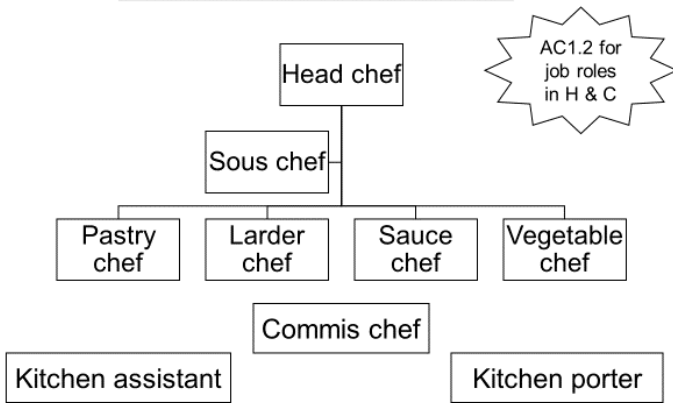 Head chef
AC1.2 for
job roles
in H & C
Sous chef
Pastry
chef
Larder
chef
Sauce
chef
Vegetable
chef
Commis chef
Kitchen assistant
Kitchen porter